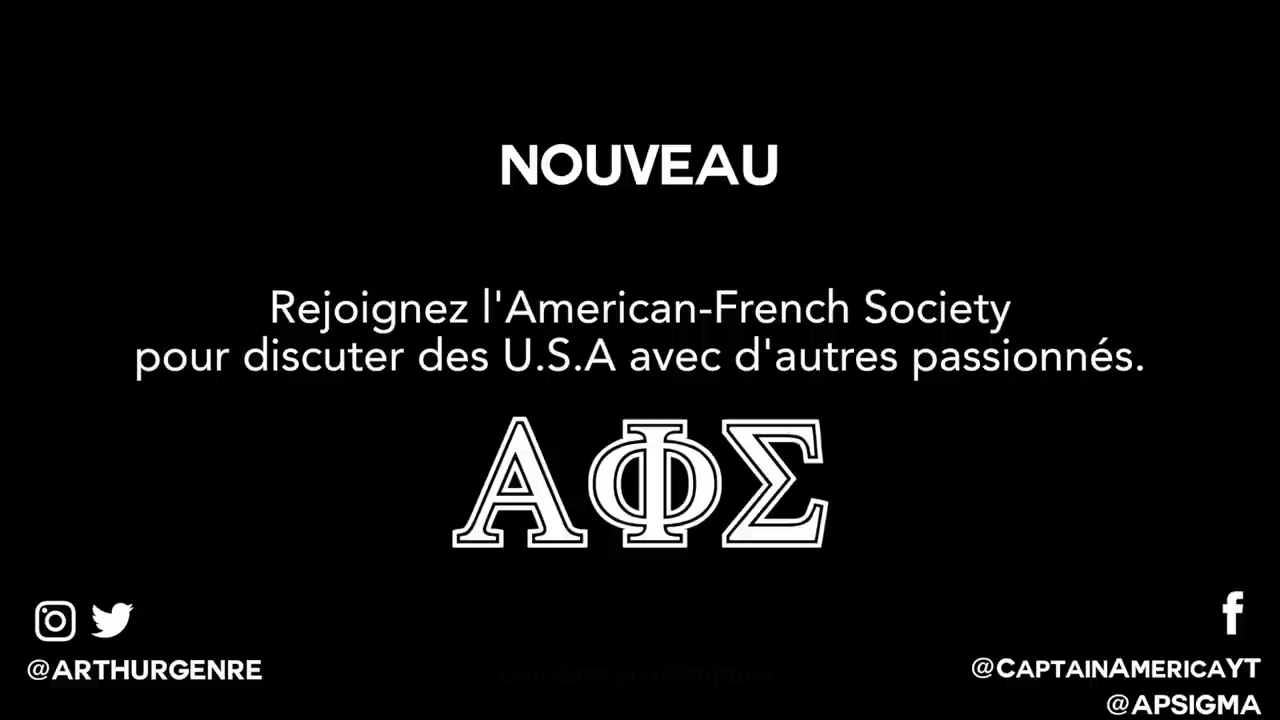 NOUVEAU
Rejoignez l'American-French Society
pour discuter des U.S.A avec d'autres passionnés.
ΑΦΣ
@ARTHURGENRE
@CAPTAINAMERICAYT
@APSIGMA